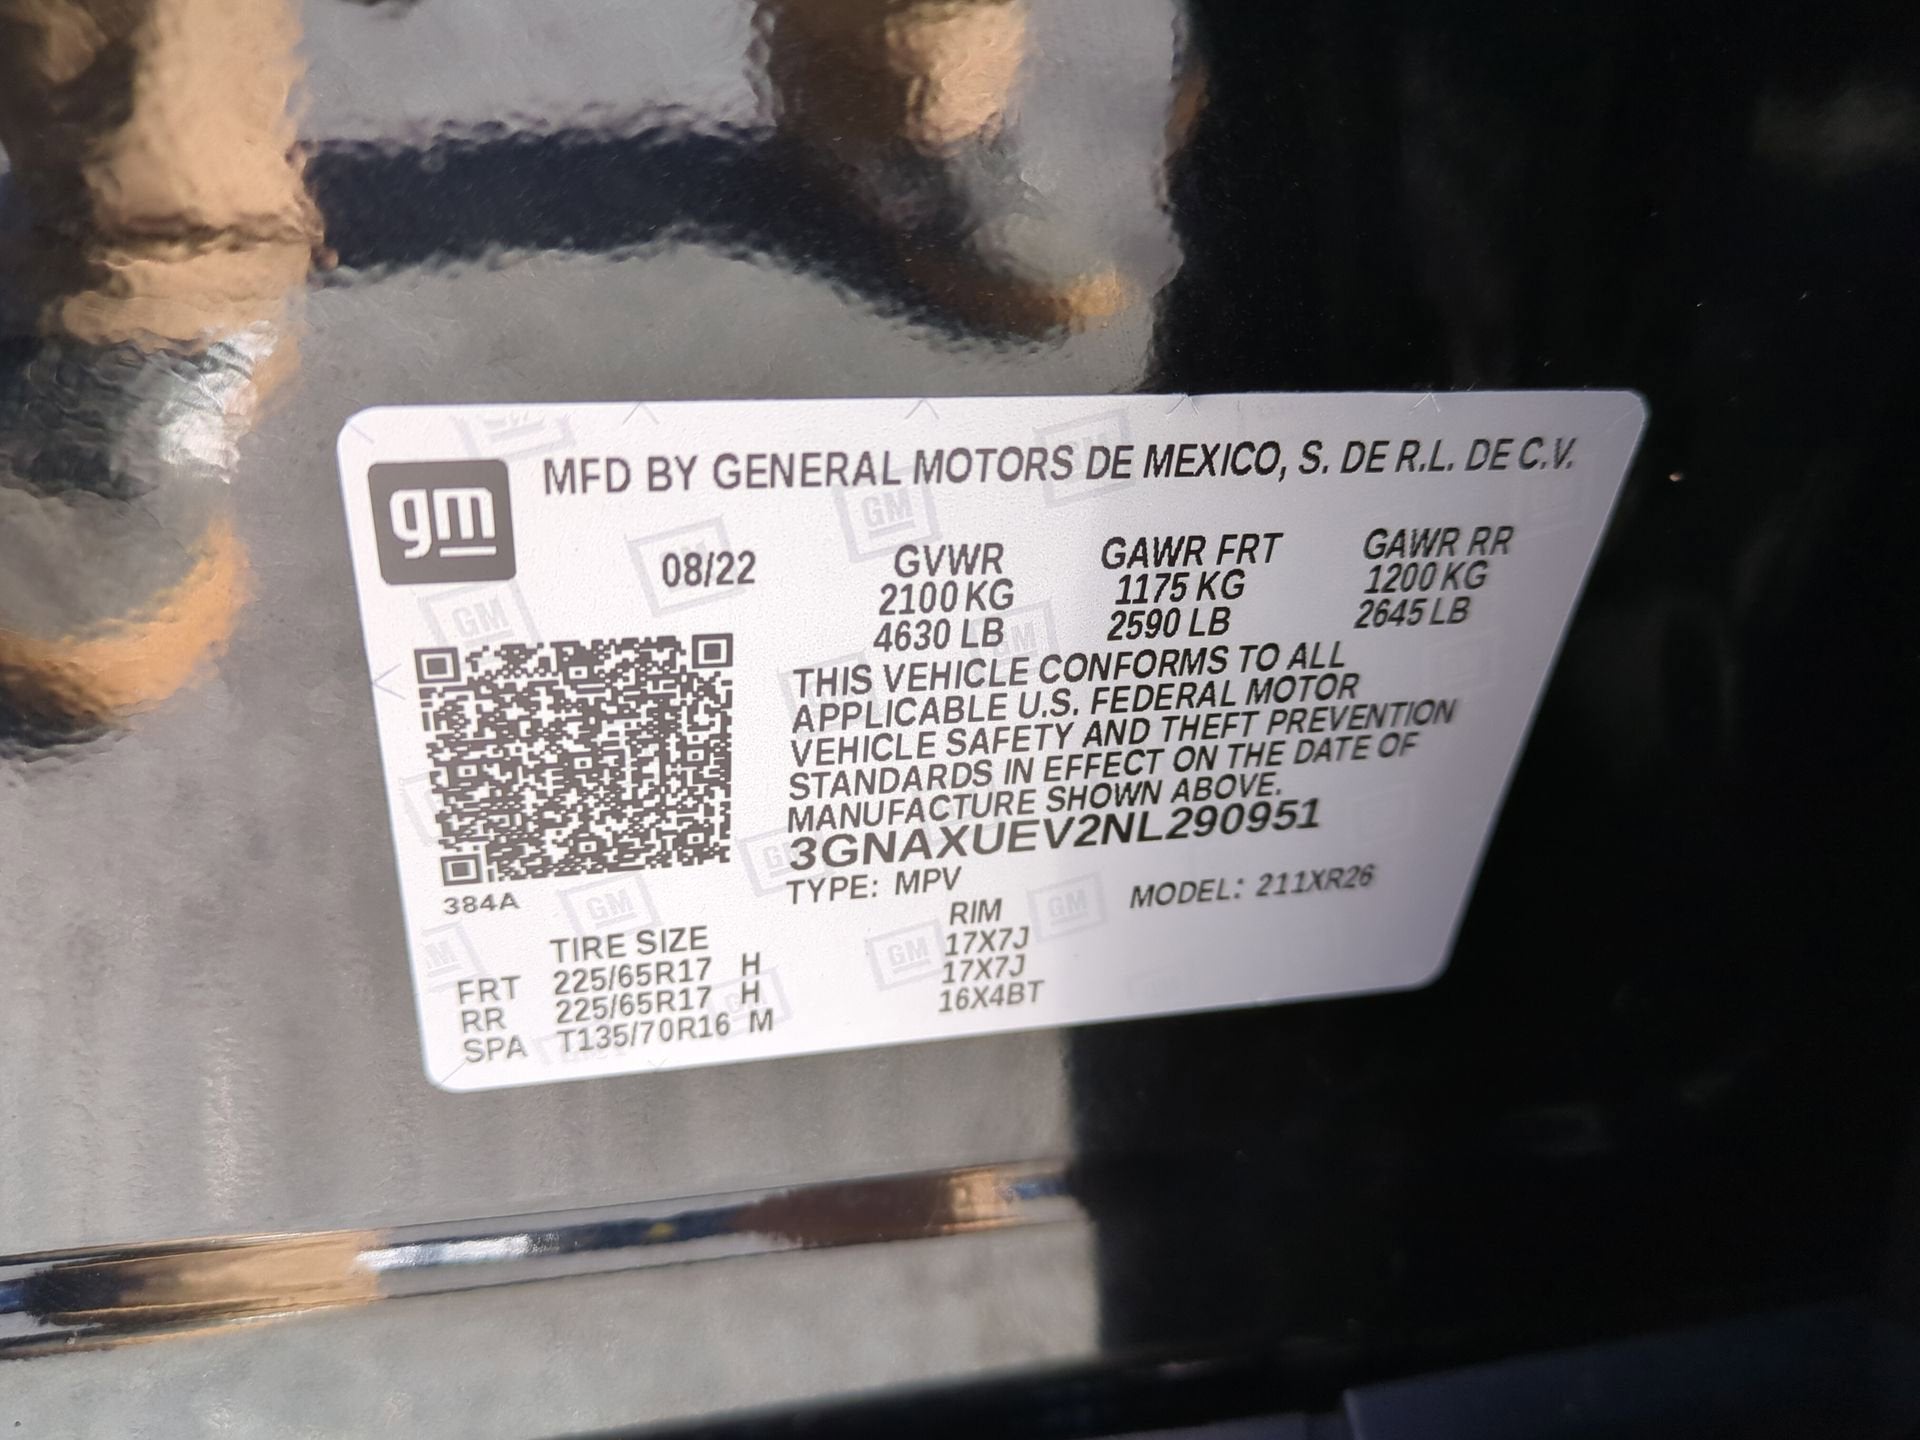 gm
MFD BY GENERAL MOTORS DE MEXICO, S. DE R.L. DE C.V.
08/22 GVWR GAWR FRT GAWR RR
2100 KG 1175 KG 1200 KG
4630 LB 2590 LB 2645 LB
THIS VEHICLE CONFORMS TO ALL
APPLICABLE U.S. FEDERAL MOTOR
VEHICLE SAFETY AND THEFT PREVENTION
STANDARDS IN EFFECT ON THE DATE OF
MANUFACTURE SHOWN ABOVE.
3GNAXUEV2NL290951
TYPE: MPV MODEL: 211XR26
384A
TIRE SIZE RIM
FRT 225/65R17 H 17X7J
RR 225/65R17 H 17X7J
SPA T135/70R16 M 16X4BT